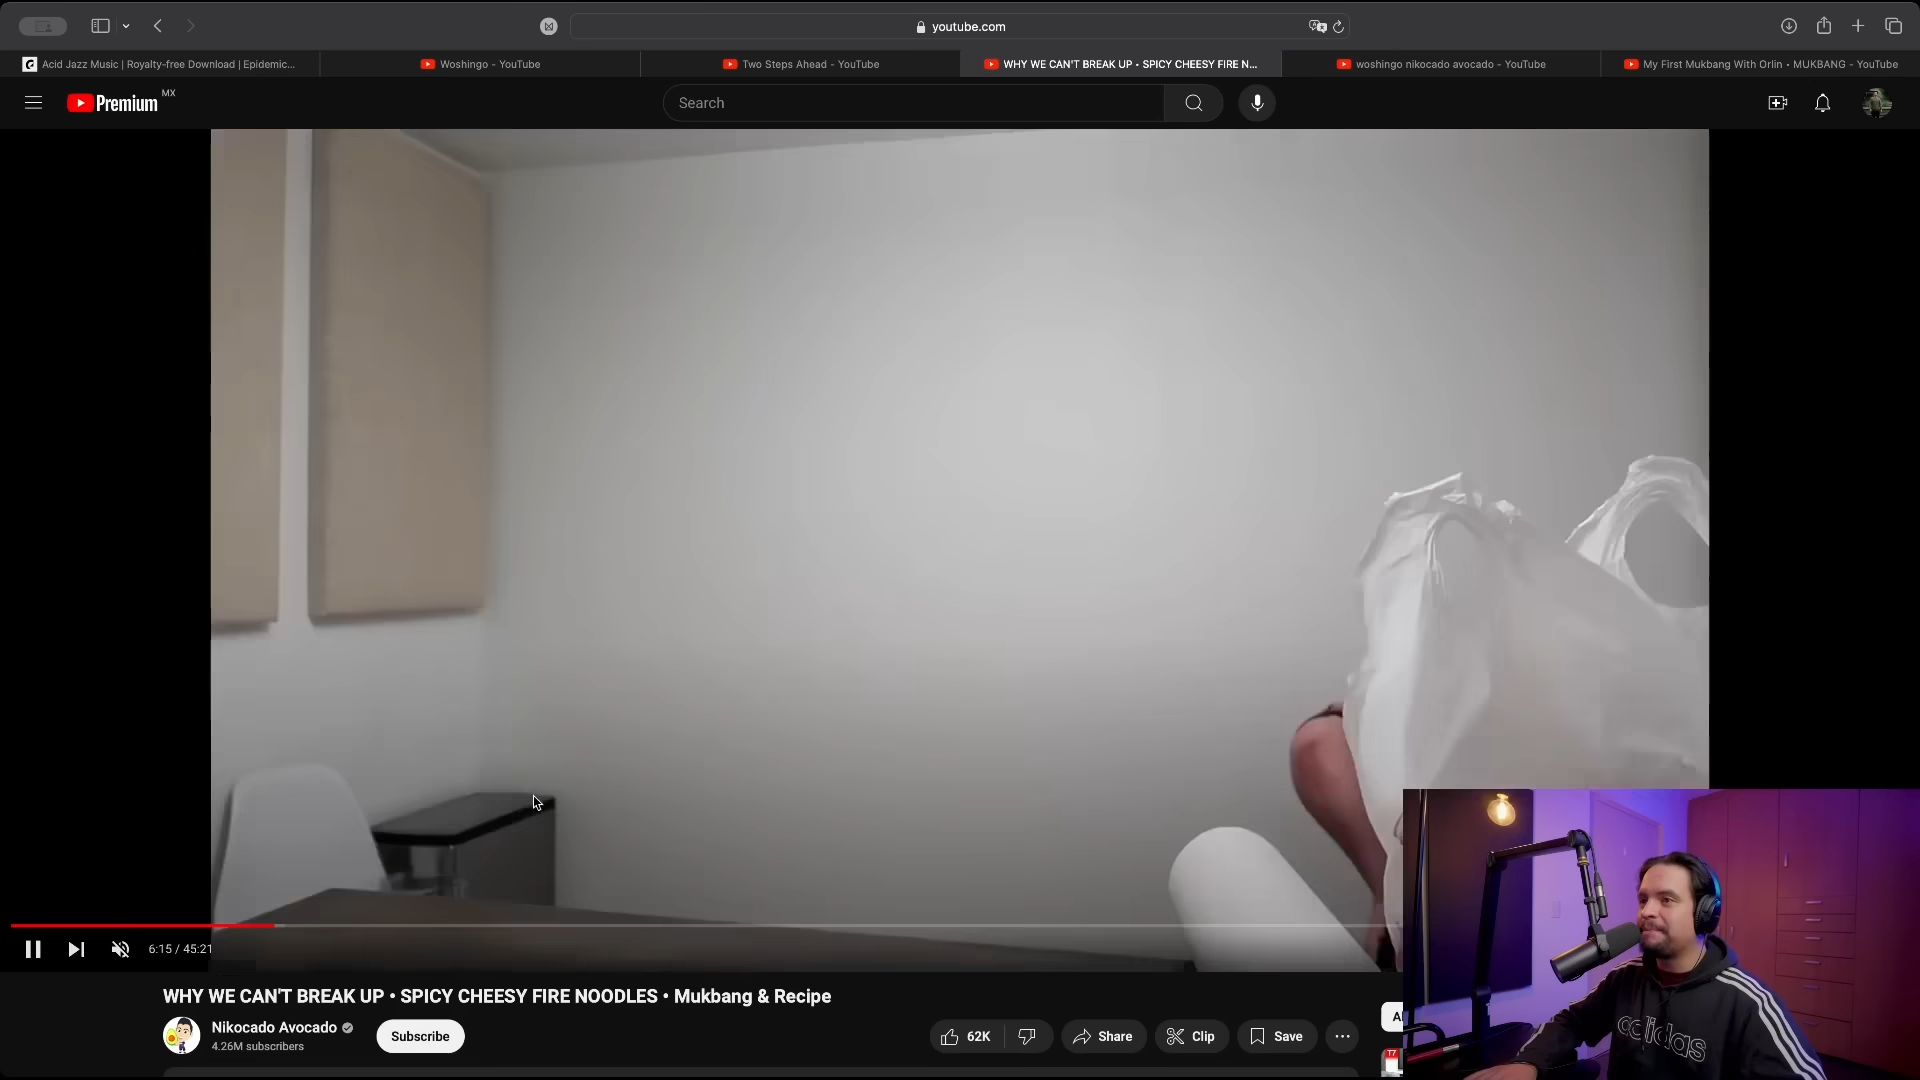 youtube.com
Acid Jazz Music | Royalty-free Download | Epidemic...
Woshingo - YouTube
Two Steps Ahead - YouTube
WHY WE CAN'T BREAK UP • SPICY CHEESY FIRE N...
woshingo nikocado avocado - YouTube
My First Mukbang With Orlin • MUKBANG - YouTube
Premium MX
Search
6:15 / 45:21
WHY WE CAN'T BREAK UP • SPICY CHEESY FIRE NOODLES • Mukbang & Recipe
Nikocado Avocado
4.26M subscribers
Subscribe
62K
Share
Clip
Save
adidas